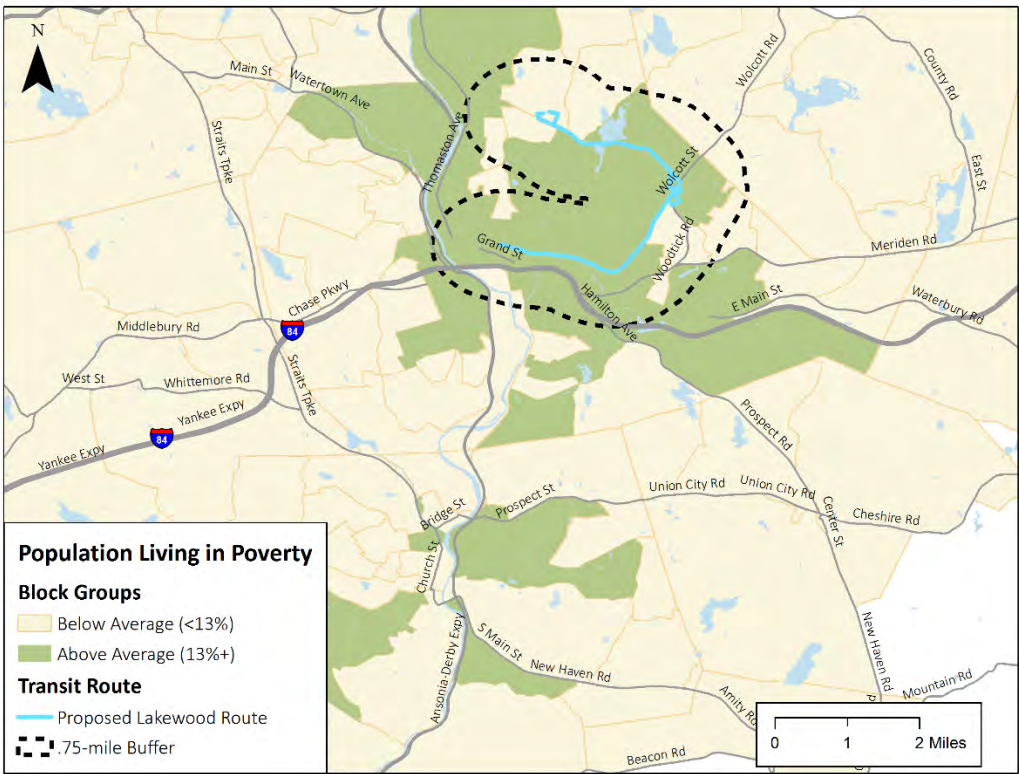 N
Main St
Watertown Ave
Straits Tpke
Thomaston Ave
Wolcott Rd
County Rd
East St
Wolcott St
Woodtick Rd
Meriden Rd
Grand St
Hamilton Ave
E Main St
Waterbury Rd
Chase Pkwy
Middlebury Rd
84
West St
Whittemore Rd
Straits Tpke
Yankee Expy
84
Yankee Expy
Prospect Rd
Bridge St
Prospect St
Union City Rd
Union City Rd
Cheshire Rd
Center St
Church St
Ansonia-Derby Expy
S Main St
New Haven Rd
New Haven Rd
Amity Rd
Mountain Rd
Beacon Rd
Population Living in Poverty
Block Groups
Below Average (<13%)
Above Average (13%+)
Transit Route
Proposed Lakewood Route
.75-mile Buffer
0 1 2 Miles